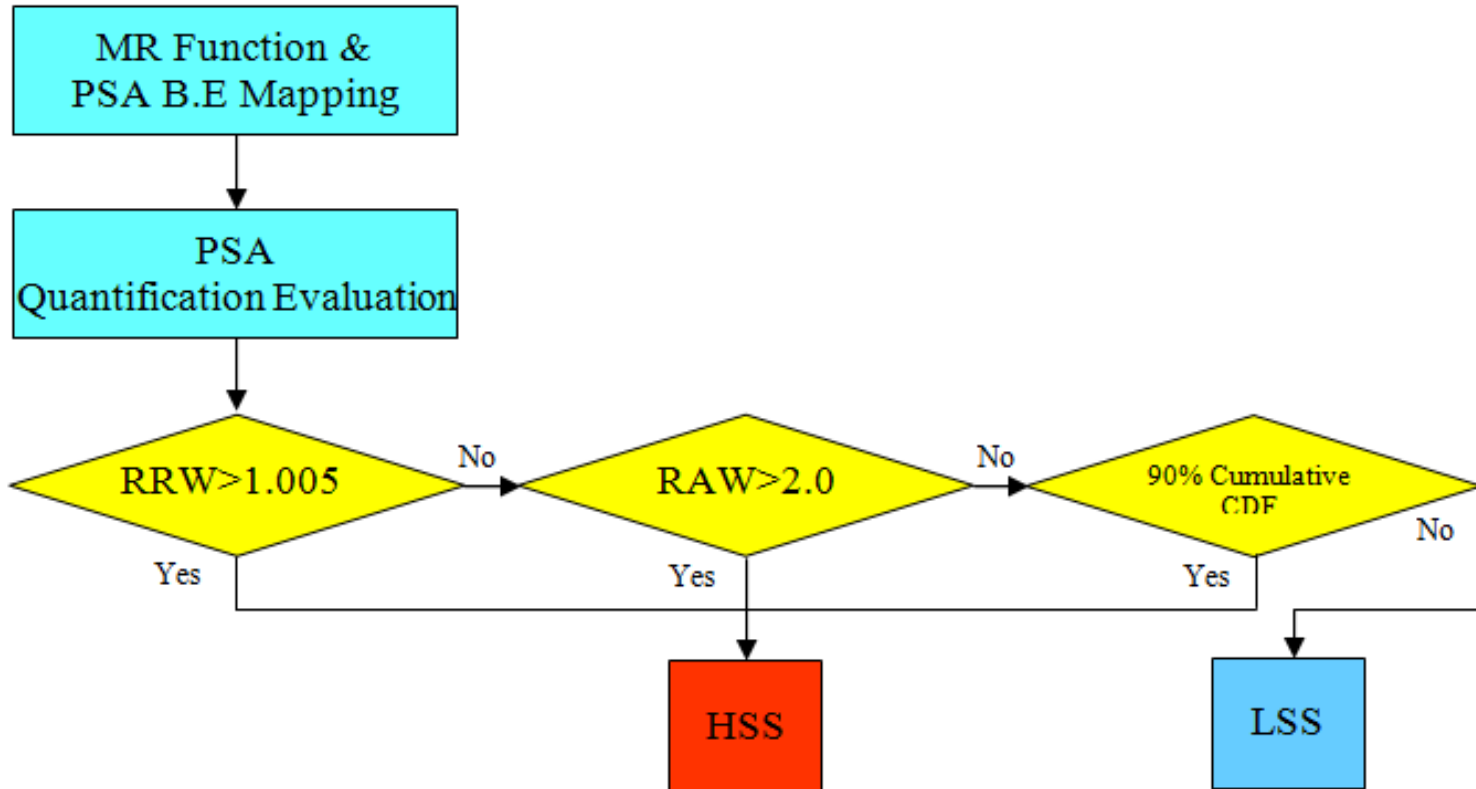 MR Function &
PSA B.E Mapping
PSA
Quantification Evaluation
RRW>1.005
No
RAW>2.0
No
90% Cumulative
CDF
No
Yes
Yes
Yes
HSS
LSS